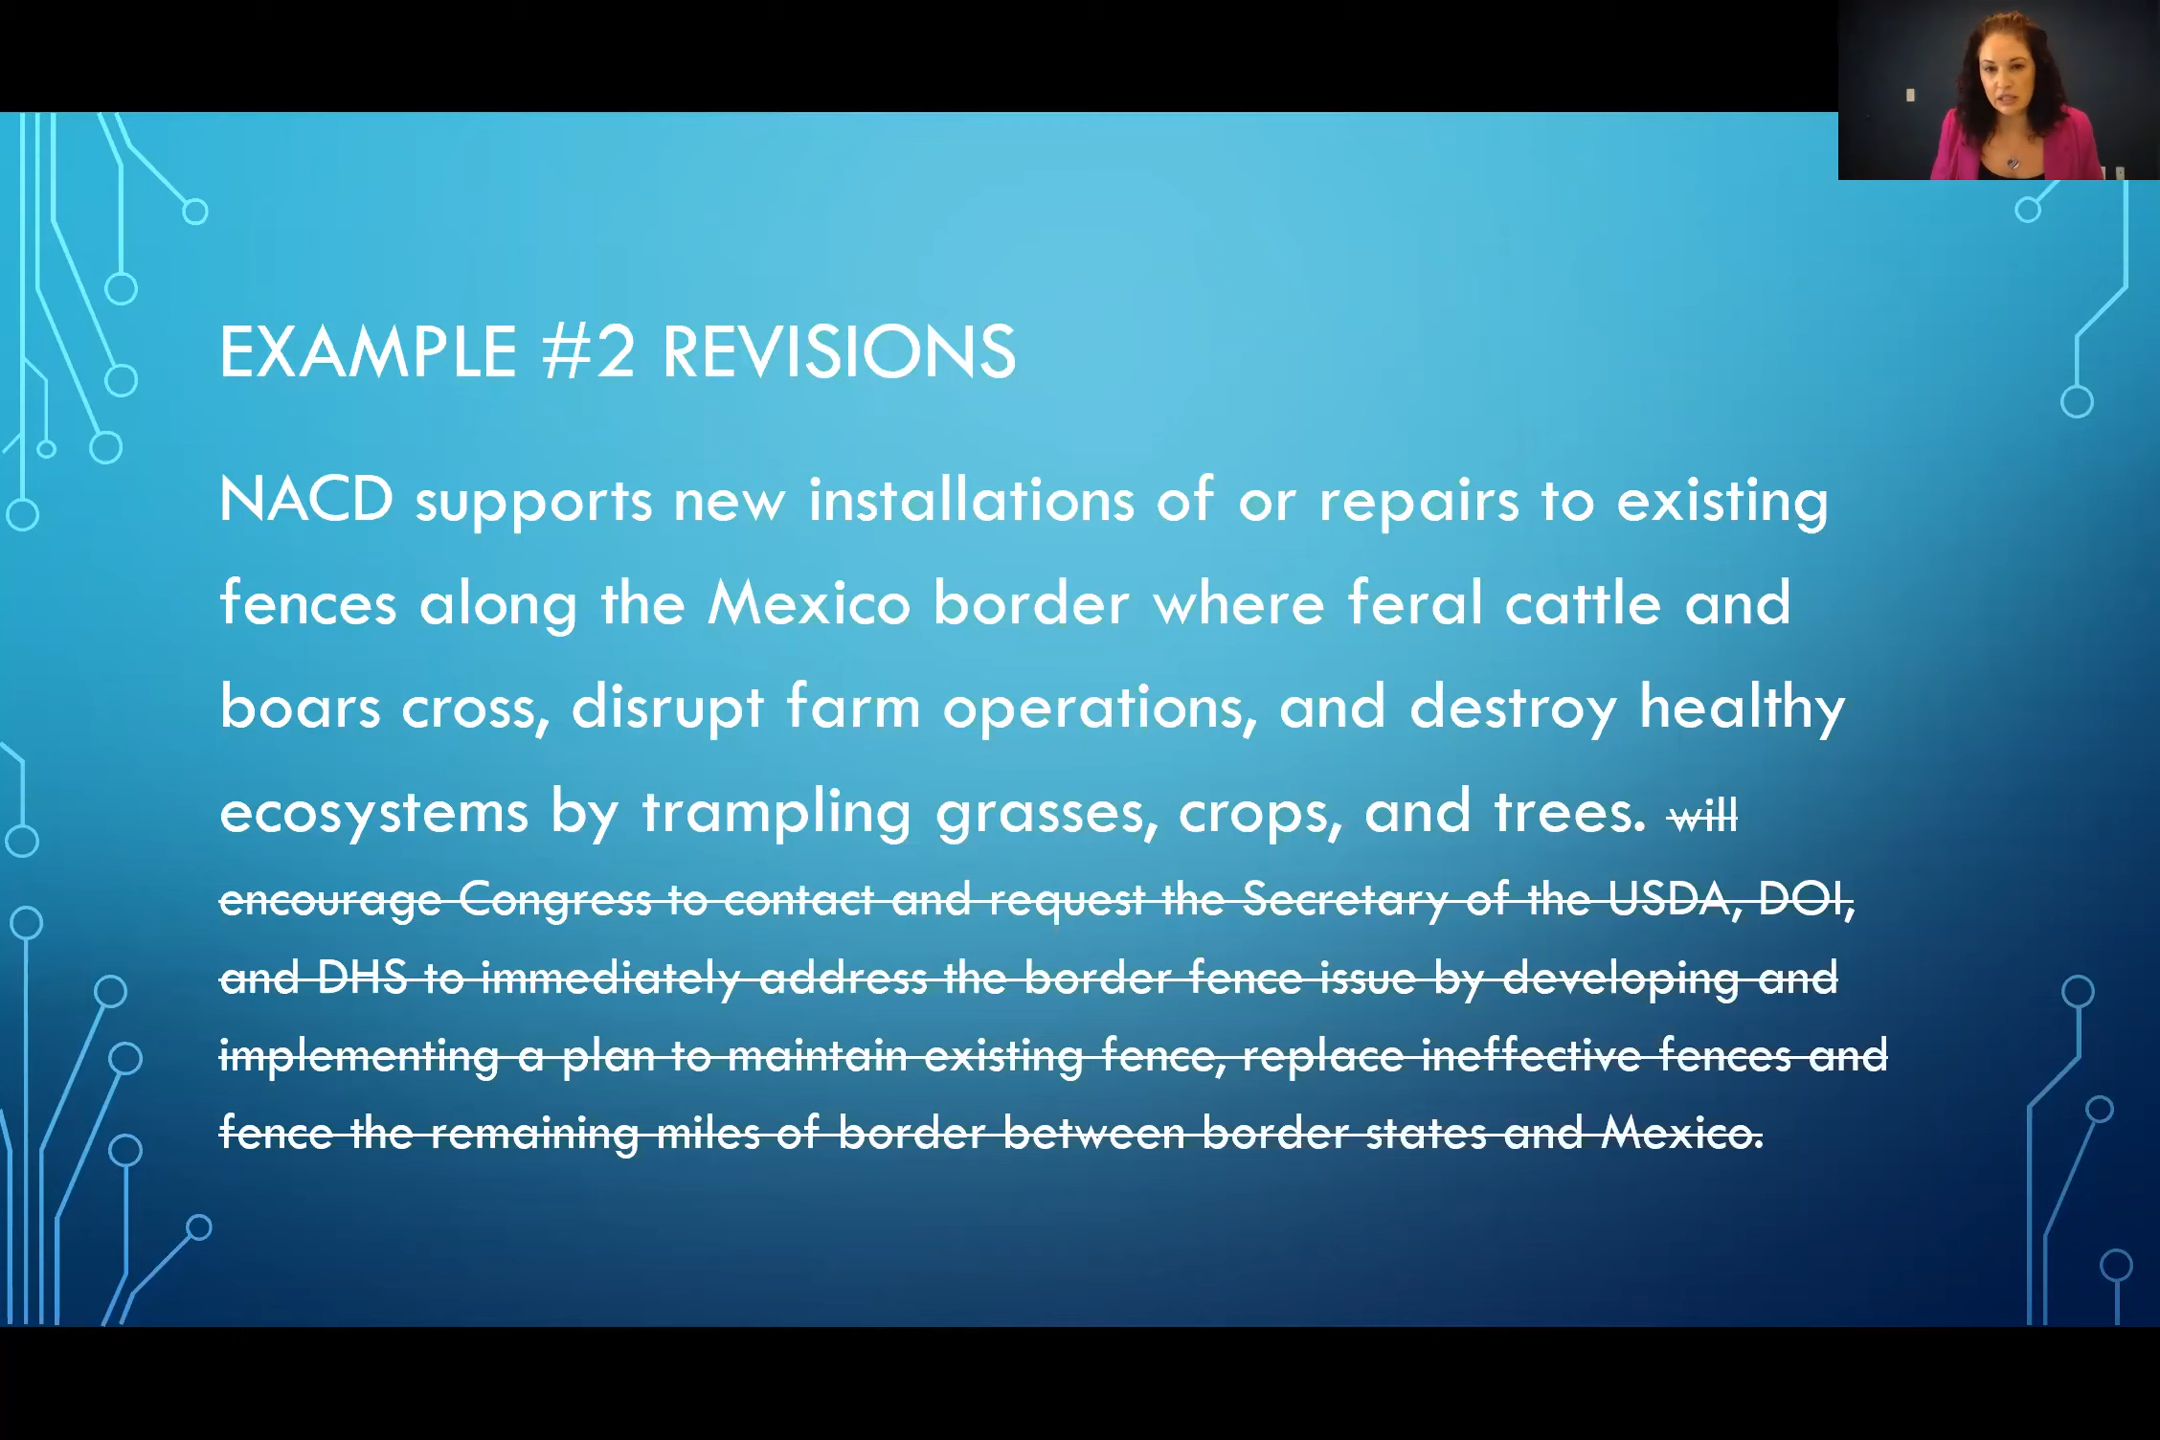 EXAMPLE #2 REVISIONS
NACD supports new installations of or repairs to existing
fences along the Mexico border where feral cattle and
boars cross, disrupt farm operations, and destroy healthy
ecosystems by trampling grasses, crops, and trees. will
encourage Congress to contact and request the Secretary of the USDA, DOI,
and DHS to immediately address the border fence issue by developing and
implementing a plan to maintain existing fence, replace ineffective fences and
fence the remaining miles of border between border states and Mexico.